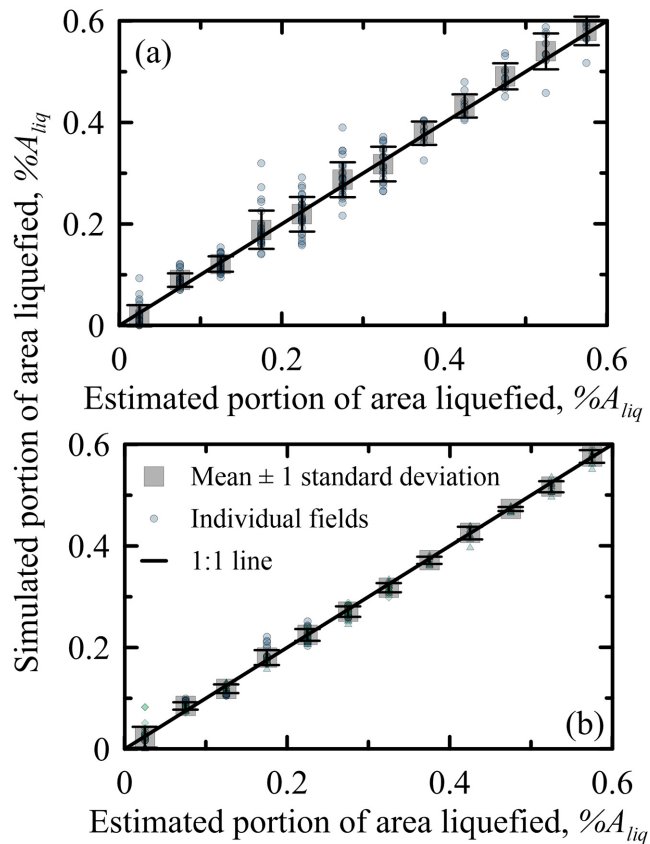 Simulated portion of area liquefied, %A_liq
0.6
(a)
0.4
0.2
0
0
0.2
0.4
0.6
Estimated portion of area liquefied, %A_liq
0.6
Mean ± 1 standard deviation
Individual fields
0.4
1:1 line
0.2
(b)
0
0
0.2
0.4
0.6
Estimated portion of area liquefied, %A_liq